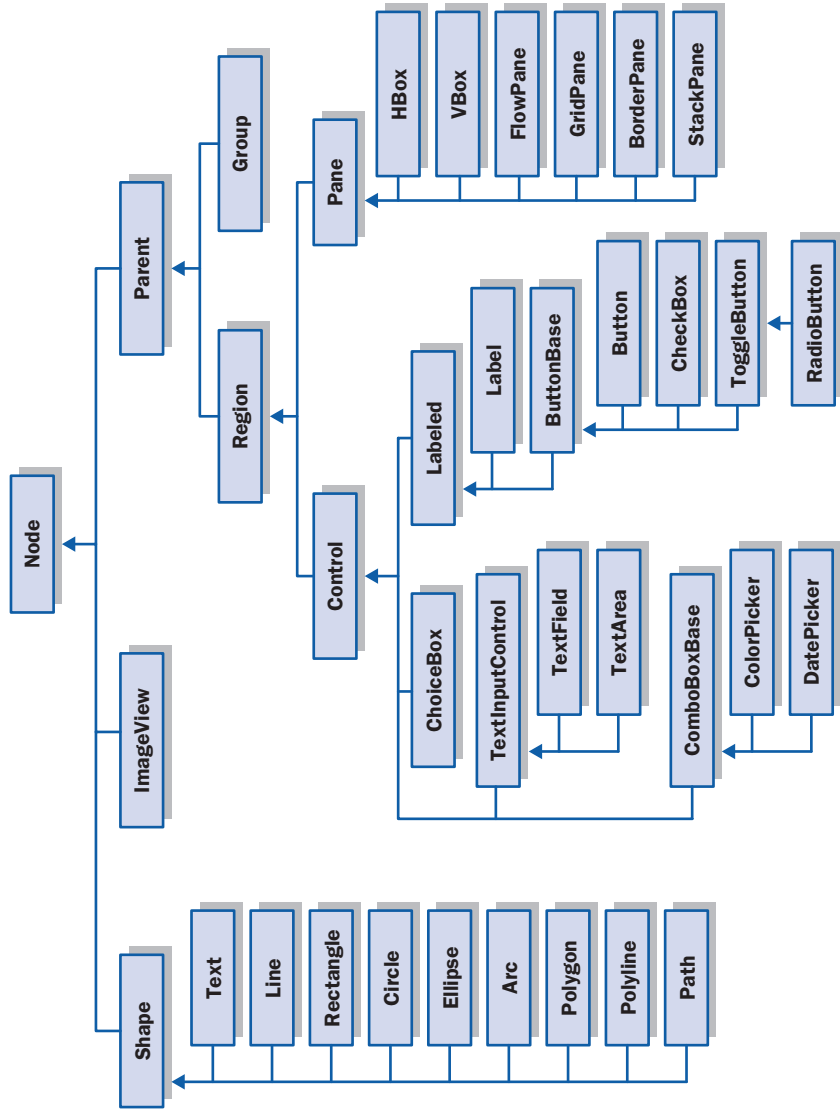 Node
Shape
ImageView
Parent
Text
Line
Rectangle
Circle
Ellipse
Arc
Polygon
Polyline
Path
Region
Group
Control
Pane
ChoiceBox
TextInputControl
TextField
TextArea
ComboBoxBase
ColorPicker
DatePicker
Labeled
Label
ButtonBase
Button
CheckBox
ToggleButton
RadioButton
HBox
VBox
FlowPane
GridPane
BorderPane
StackPane